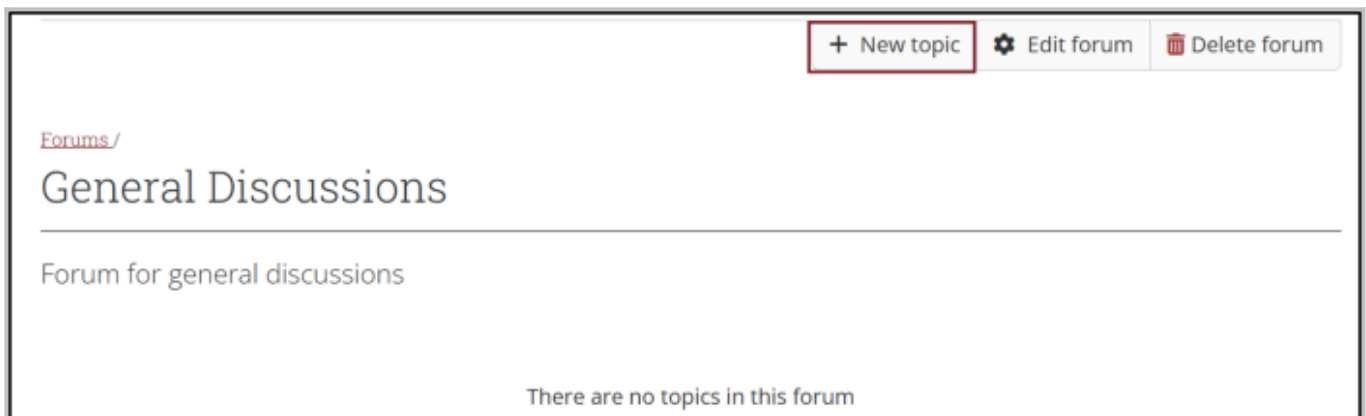 + New topic Edit forum Delete forum
Forums /
General Discussions
Forum for general discussions
There are no topics in this forum